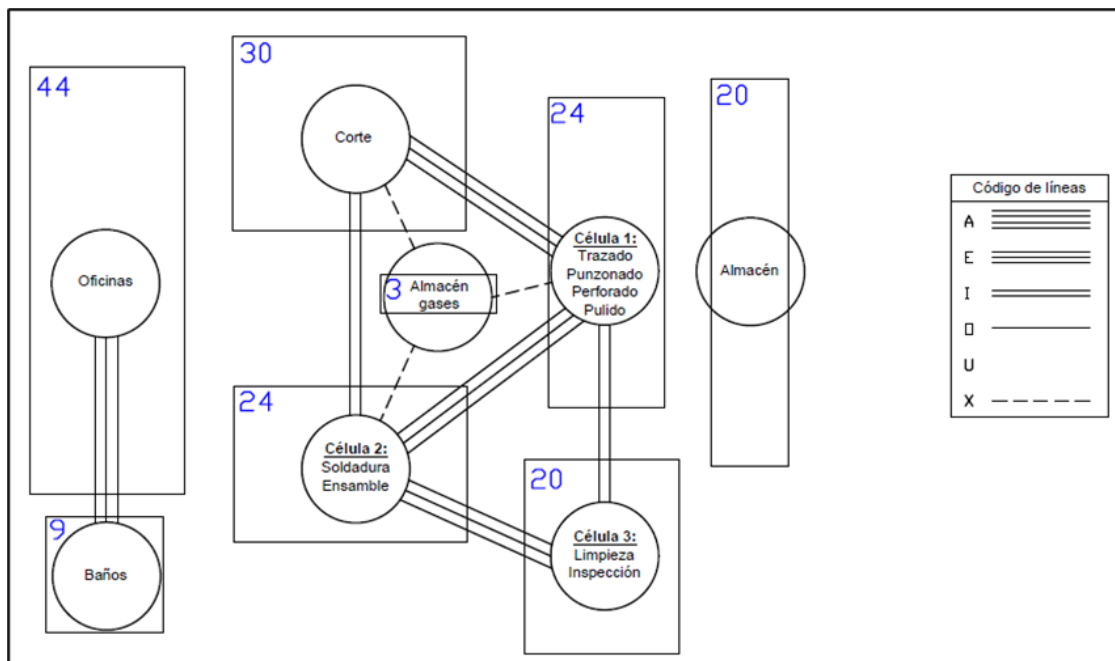 44
Oficinas
9
Baños
30
Corte
3
Almacén
gases
24
Célula 2:
Soldadura
Ensamble
24
Célula 1:
Trazado
Punzonado
Perforado
Pulido
20
Célula 3:
Limpieza
Inspección
20
Almacén
Código de líneas
A
E
I
O
U
X